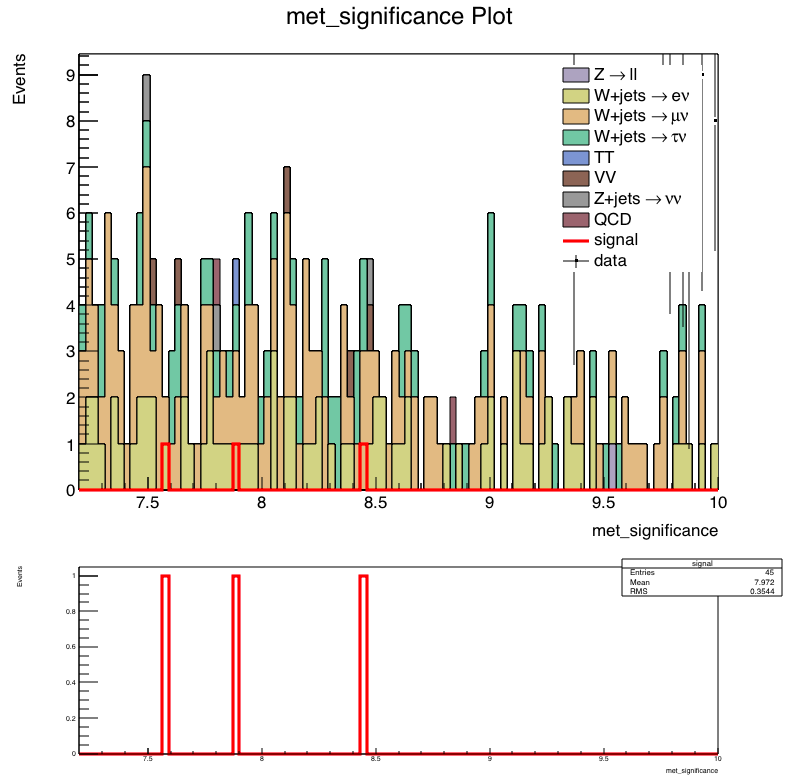 met_significance Plot
Events
9
8
7
6
5
4
3
2
1
0
7.5 8 8.5 9 9.5 10
met_significance
Z → ll
W+jets → eν
W+jets → μν
W+jets → τν
TT
VV
Z+jets → νν
QCD
signal
data
Events
1
0.8
0.6
0.4
0.2
0
7.5 8 8.5 9 9.5 10
met_significance
signal
Entries 45
Mean 7.972
RMS 0.3544